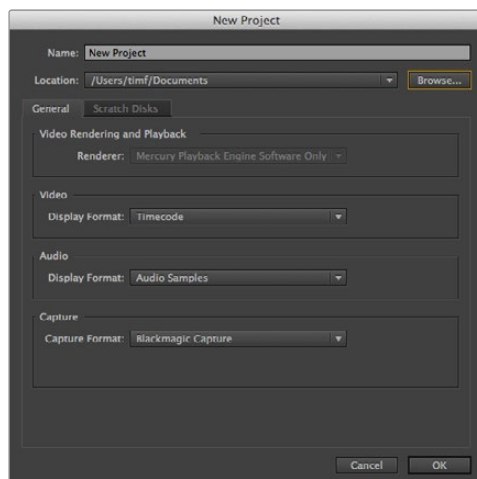 New Project
Name: New Project
Location: /Users/timf/Documents Browse...
General Scratch Disks
Video Rendering and Playback
Renderer: Mercury Playback Engine Software Only
Video
Display Format: Timecode
Audio
Display Format: Audio Samples
Capture
Capture Format: Blackmagic Capture
Cancel OK